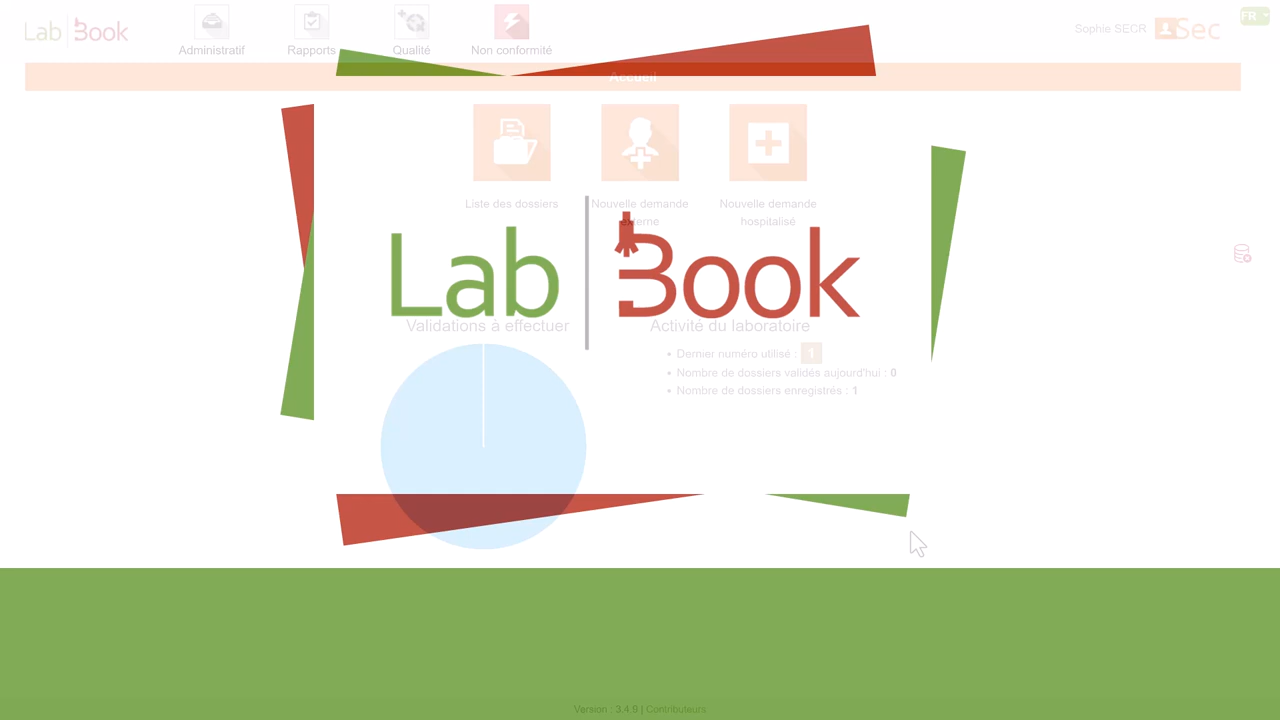 Lab Book
Administratif
Rapports
Qualité
Non conformité
Sophie SECR
Sec
FR
Accueil
Liste des dossiers
Nouvelle demande
externe
Nouvelle demande
hospitalisé
Lab Book
Validations à effectuer
Activité du laboratoire
Dernier numéro utilisé : 1
Nombre de dossiers validés aujourd'hui : 0
Nombre de dossiers enregistrés : 1
Version : 3.4.9 | Contributeurs